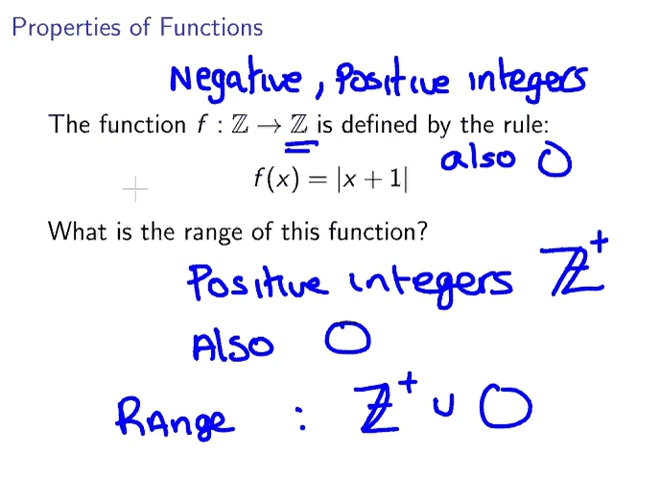 Properties of Functions
Negative, Positive integers
The function f : ℤ → ℤ is defined by the rule:
also 0
f(x) = |x + 1|
What is the range of this function?
Positive integers ℤ⁺
Also 0
Range : ℤ⁺ ∪ 0